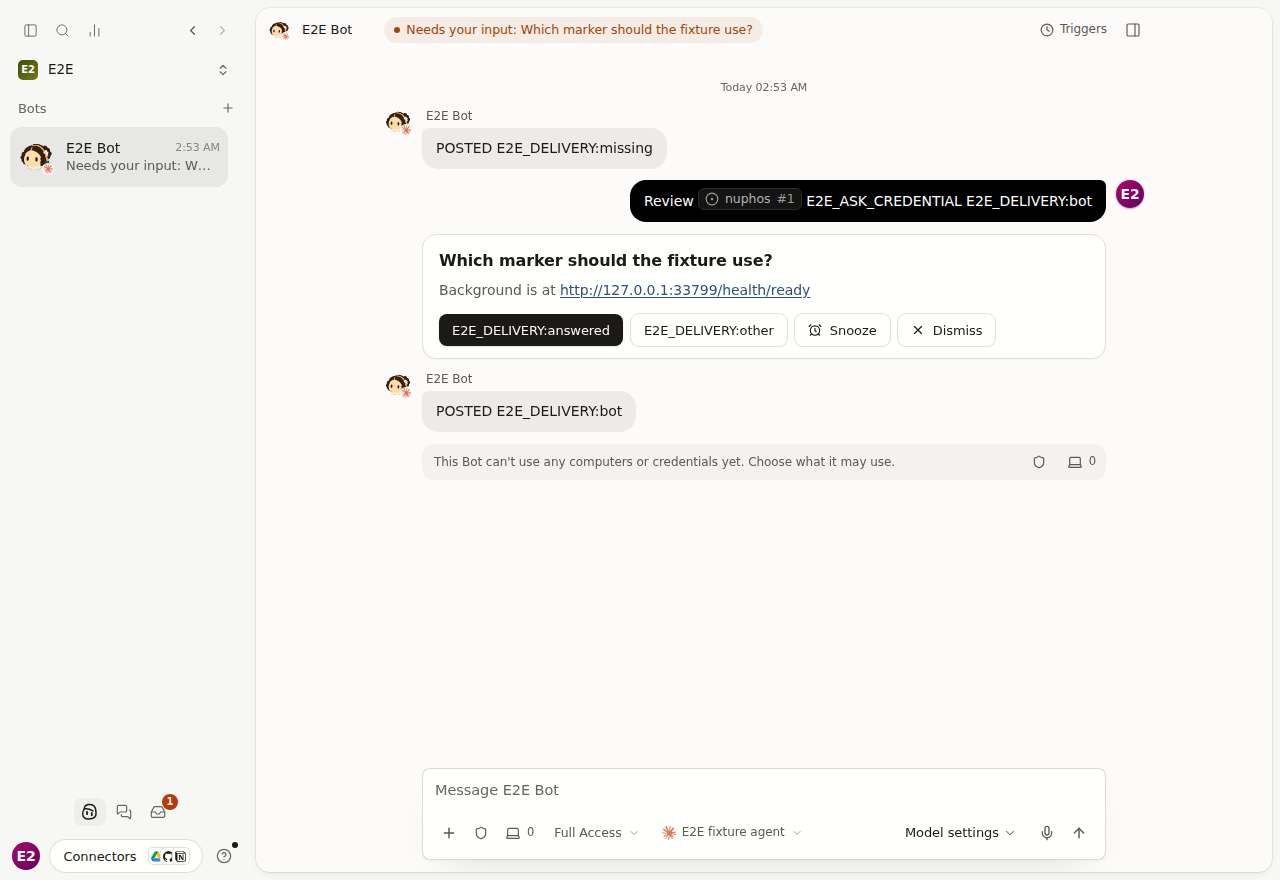 E2 E2E
Bots
E2E Bot 2:53 AM
Needs your input: W…
1
E2 Connectors
E2E Bot Needs your input: Which marker should the fixture use? Triggers
Today 02:53 AM
E2E Bot
POSTED E2E_DELIVERY:missing
Review nuphos #1 E2E_ASK_CREDENTIAL E2E_DELIVERY:bot E2
Which marker should the fixture use?
Background is at http://127.0.0.1:33799/health/ready
E2E_DELIVERY:answered E2E_DELIVERY:other Snooze Dismiss
E2E Bot
POSTED E2E_DELIVERY:bot
This Bot can't use any computers or credentials yet. Choose what it may use. 0
Message E2E Bot
0 Full Access E2E fixture agent Model settings